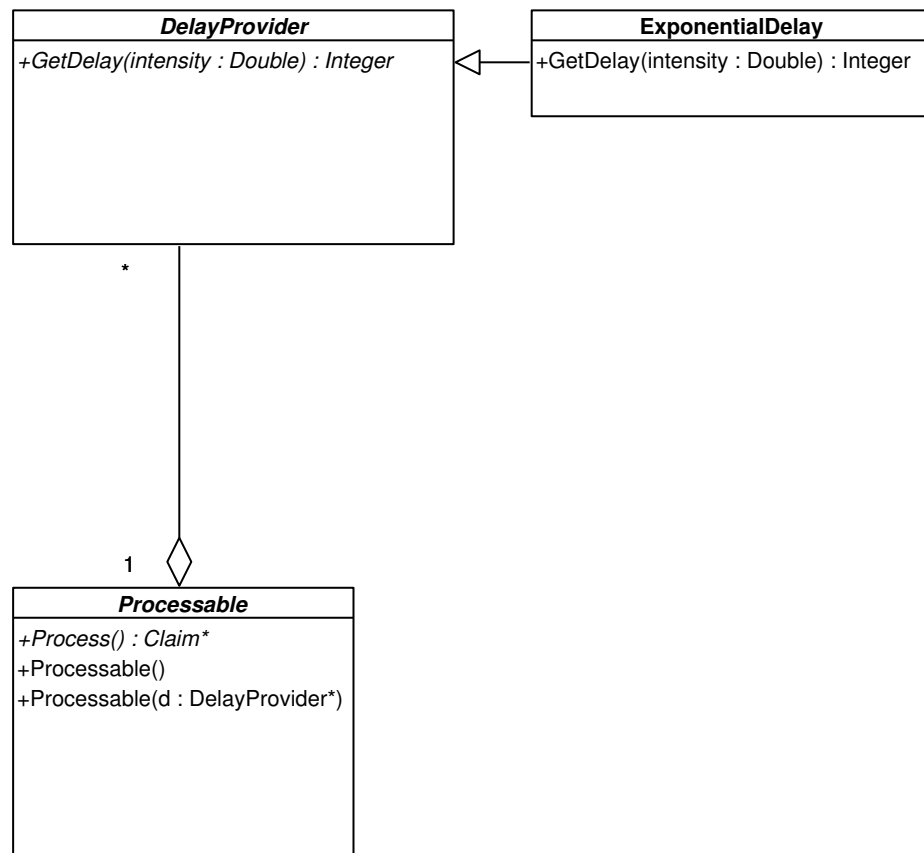 DelayProvider
+GetDelay(intensity : Double) : Integer
ExponentialDelay
+GetDelay(intensity : Double) : Integer
*
1
Processable
+Process() : Claim*
+Processable()
+Processable(d : DelayProvider*)